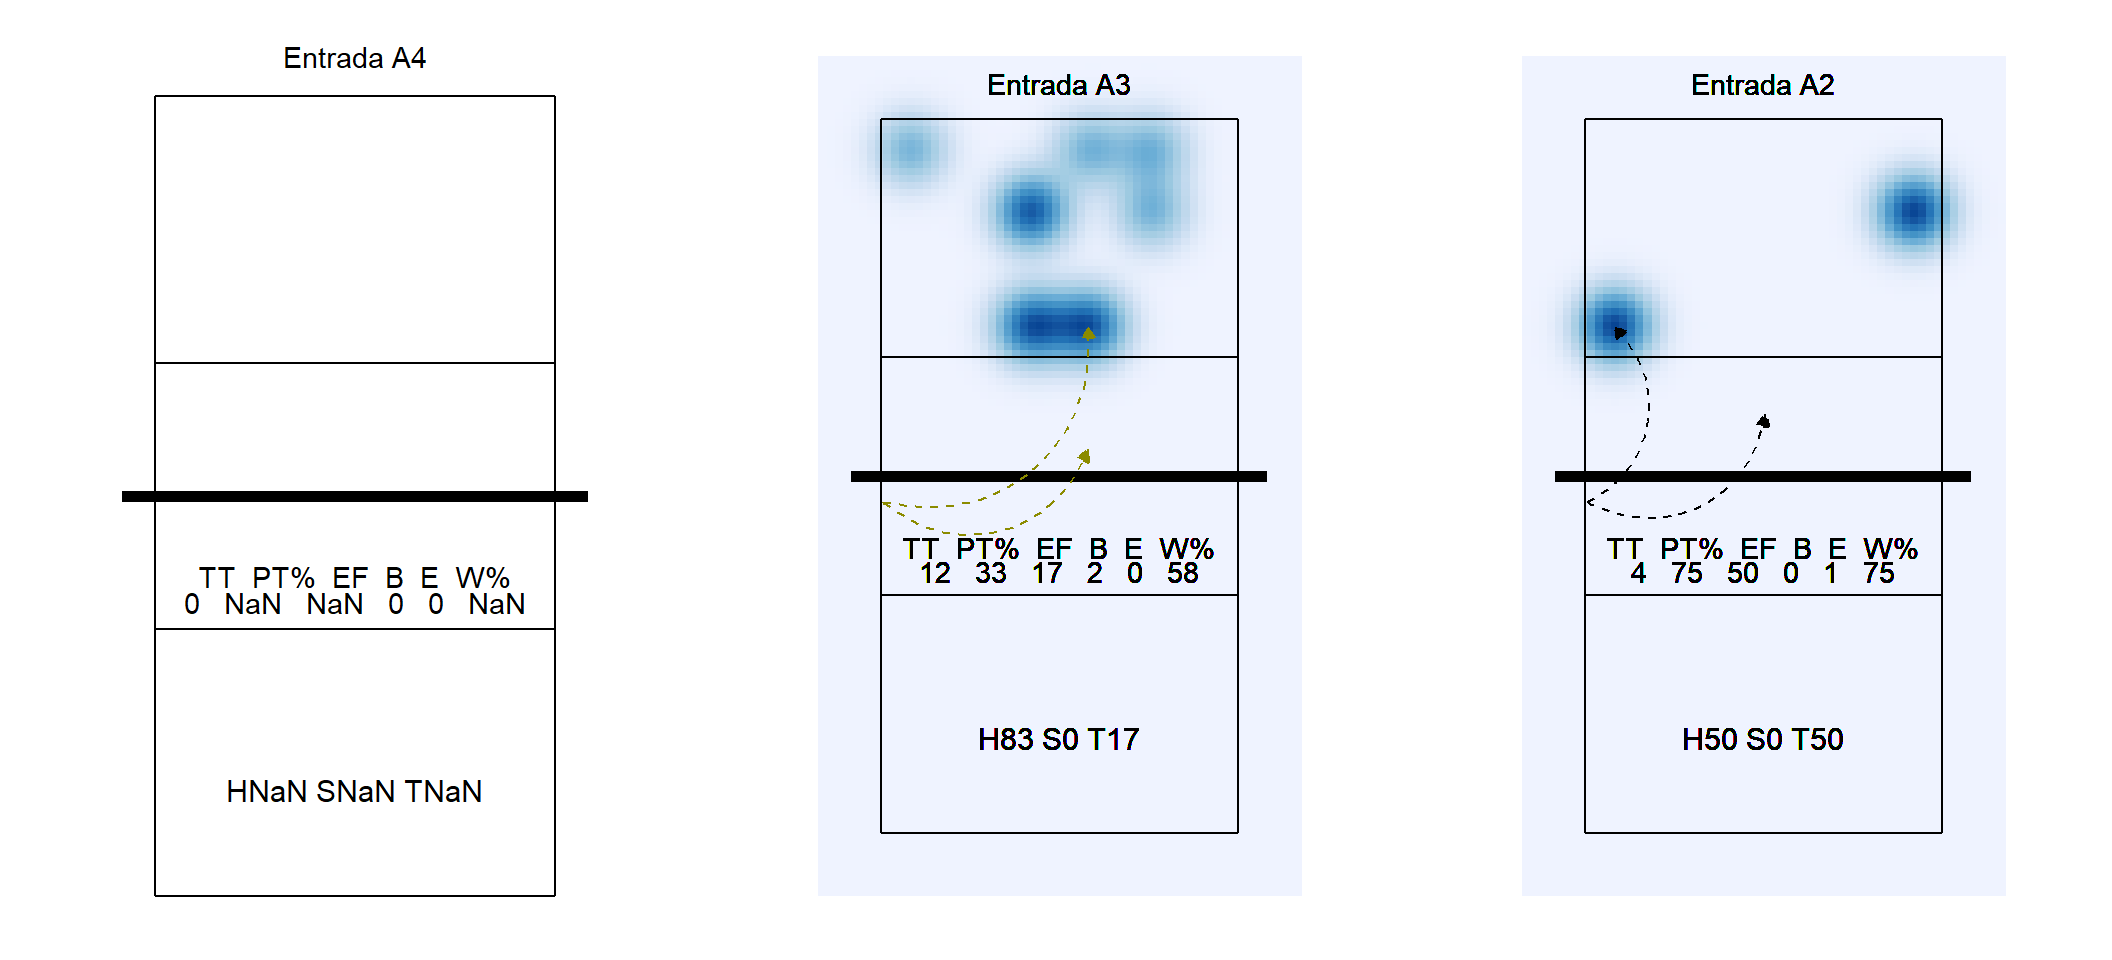 Entrada A4
TT PT% EF B E W%
0 NaN NaN 0 0 NaN
HNaN SNaN TNaN
Entrada A3
TT PT% EF B E W%
12 33 17 2 0 58
H83 S0 T17
Entrada A2
TT PT% EF B E W%
4 75 50 0 1 75
H50 S0 T50